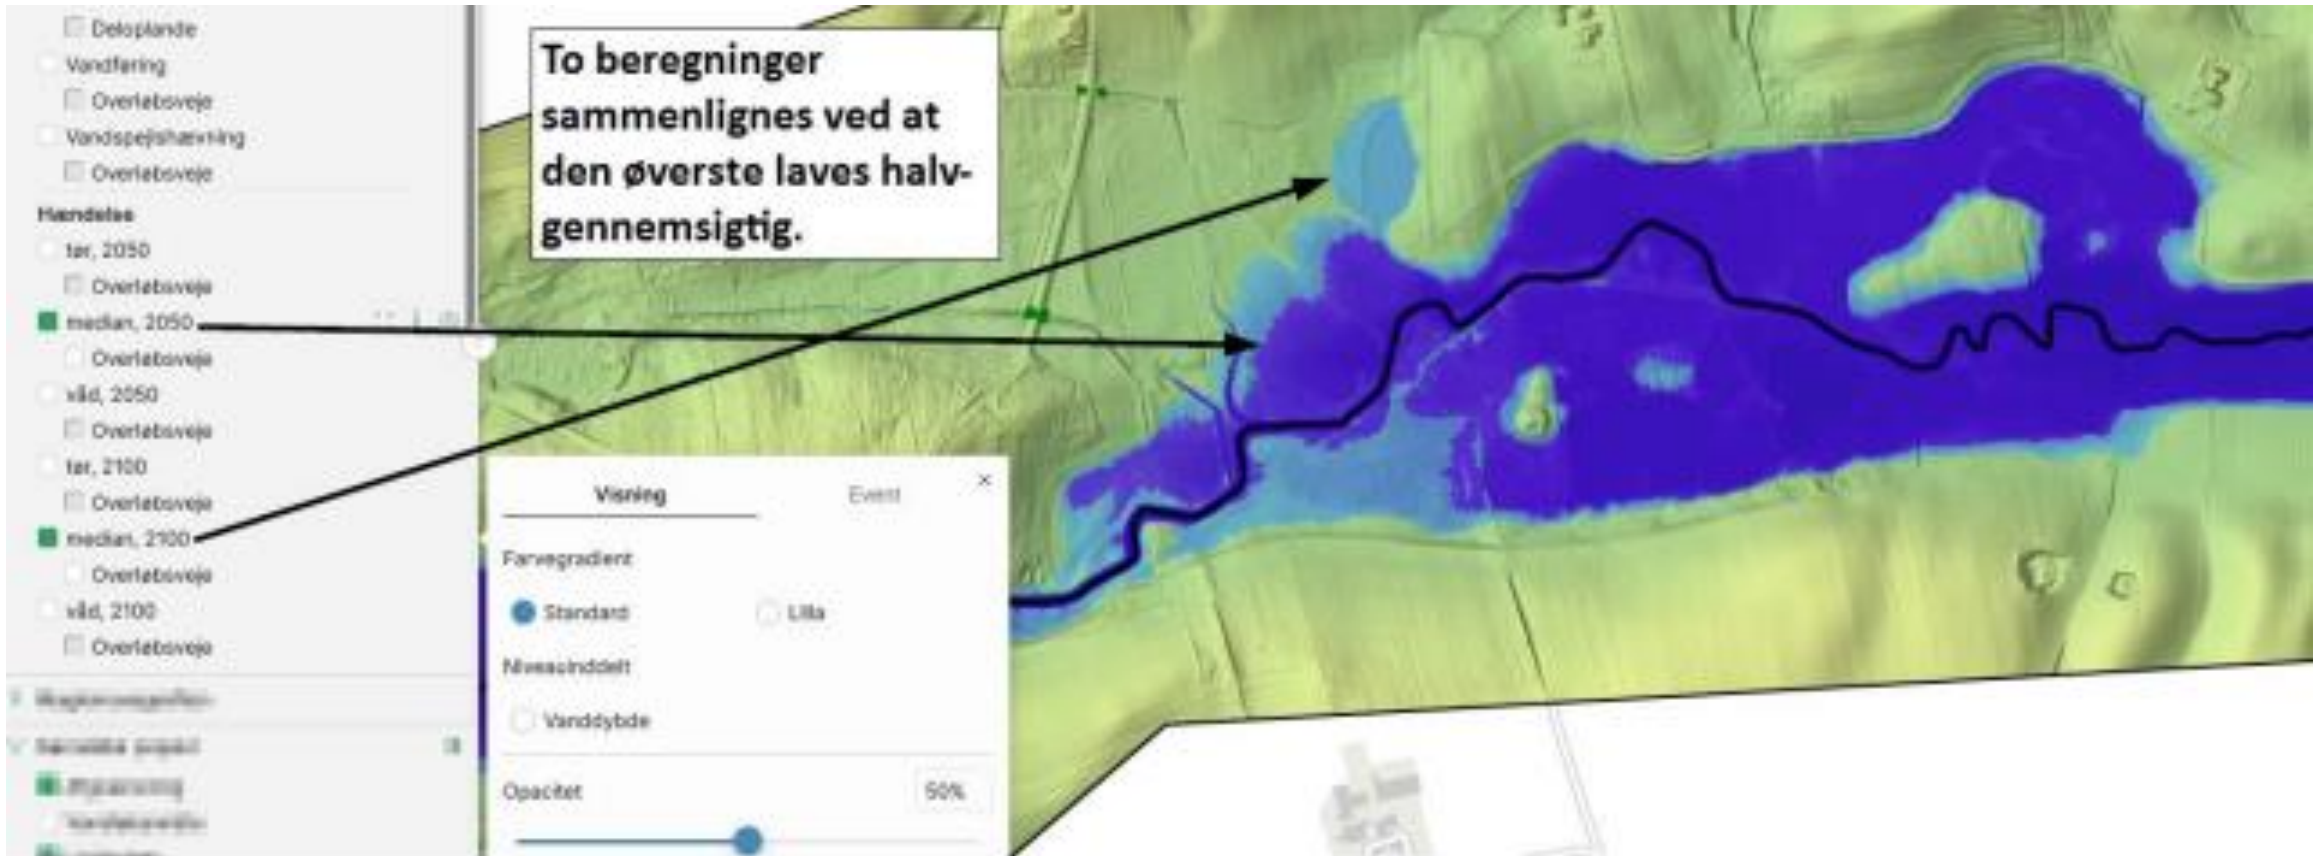 Deloplande
Vandføring
Overløbsveje
Vandspejlshævning
Overløbsveje
Hændelse
tør, 2050
Overløbsveje
median, 2050
Overløbsveje
våd, 2050
Overløbsveje
tør, 2100
Overløbsveje
median, 2100
Overløbsveje
våd, 2100
Overløbsveje
To beregninger
sammenlignes ved at
den øverste laves halv-
gennemsigtig.
Visning
Event
×
Farvegradient
Standard
Lilla
Niveauinddelt
Vanddybde
Opacitet
50%